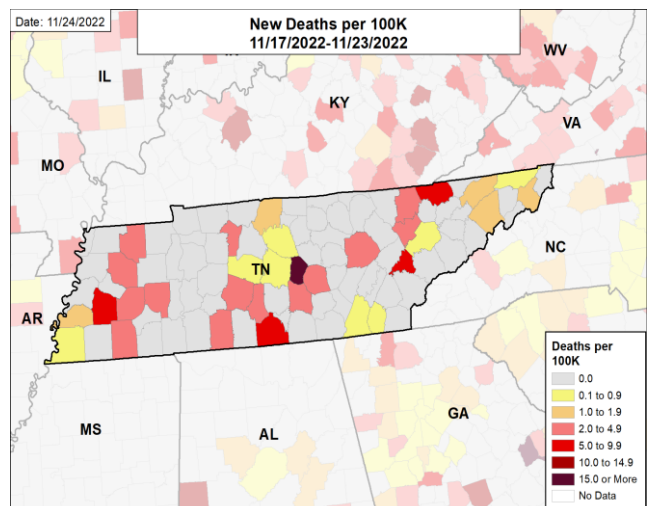 Date: 11/24/2022
New Deaths per 100K
11/17/2022-11/23/2022
WV
IL
KY
VA
MO
NC
TN
AR
MS
AL
GA
Deaths per
100K
0.0
0.1 to 0.9
1.0 to 1.9
2.0 to 4.9
5.0 to 9.9
10.0 to 14.9
15.0 or More
No Data